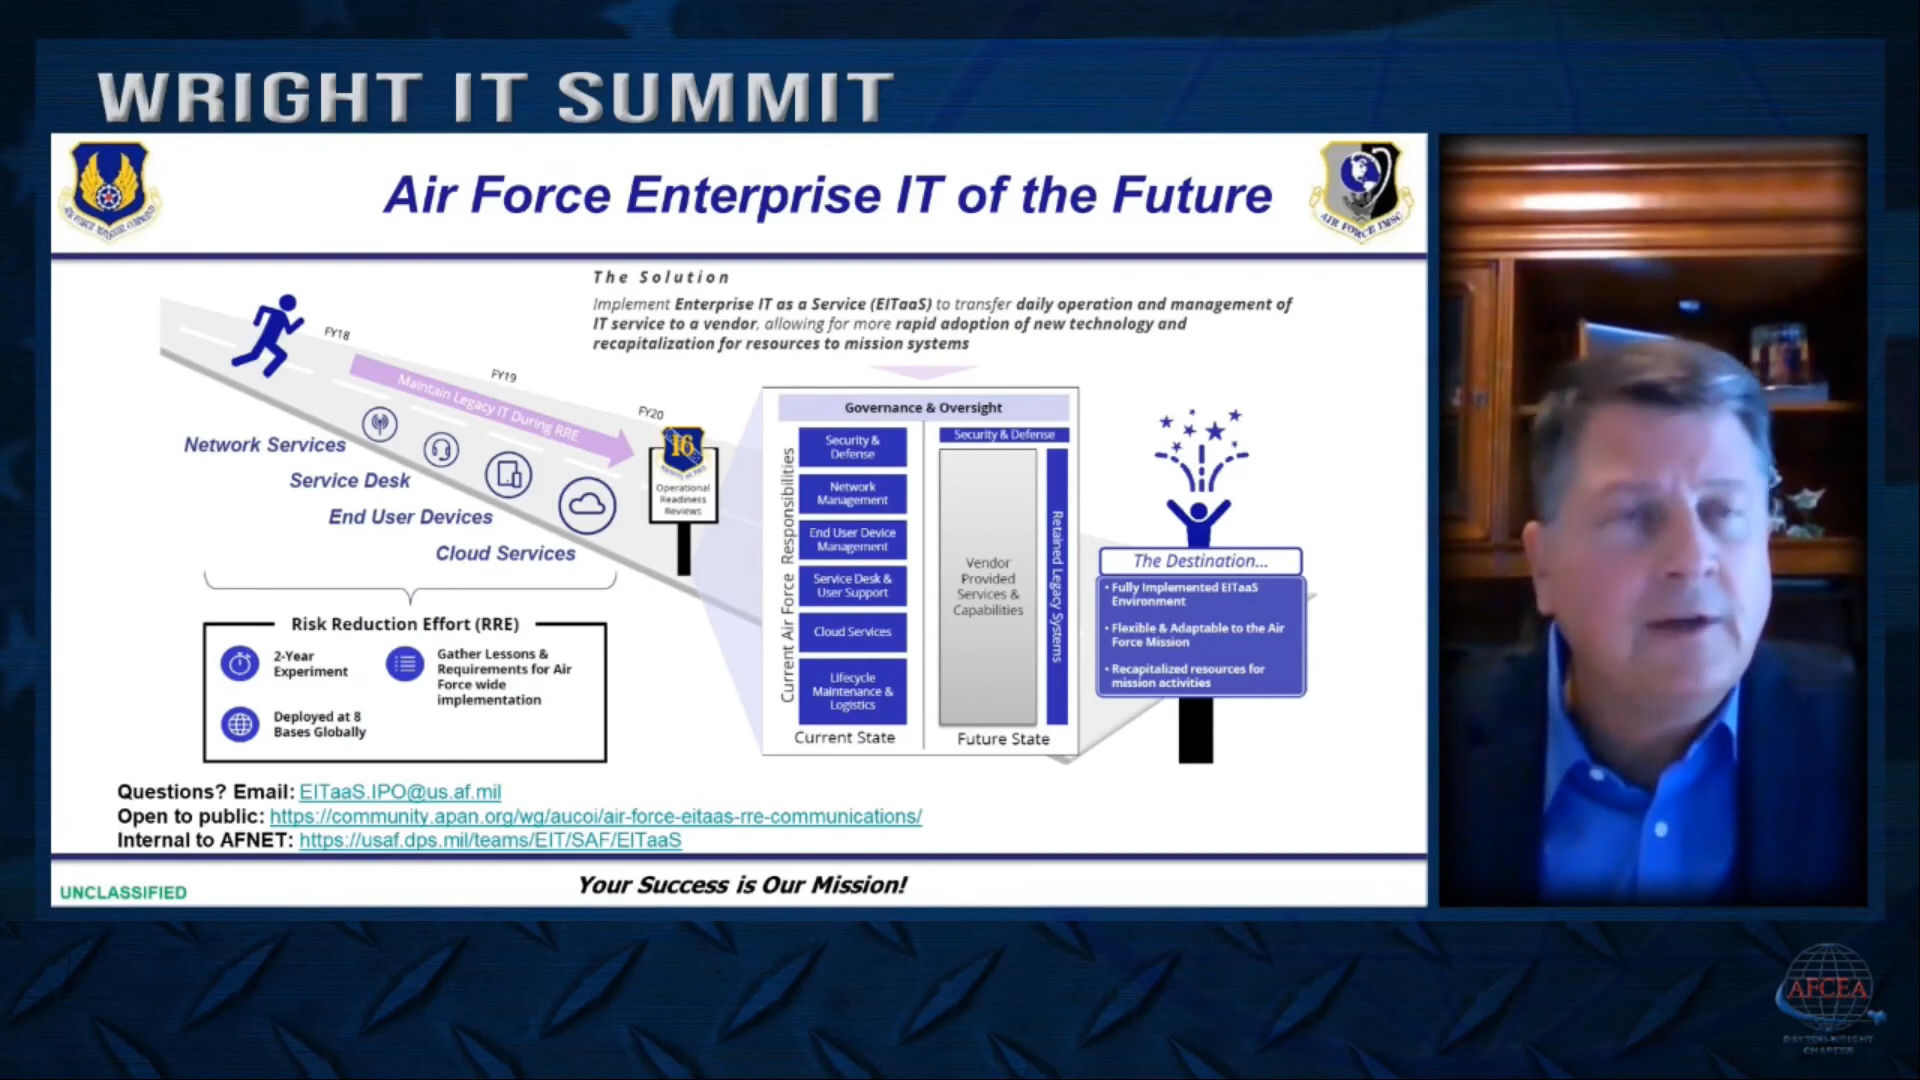 WRIGHT IT SUMMIT
Air Force Enterprise IT of the Future
AIR FORCE IMSC
The Solution
Implement Enterprise IT as a Service (EITaaS) to transfer daily operation and management of
IT service to a vendor, allowing for more rapid adoption of new technology and
recapitalization for resources to mission systems
FY18
FY19
FY20
Maintain Legacy IT During RRE
Network Services
Service Desk
End User Devices
Cloud Services
16
Operational
Readiness
Reviews
Risk Reduction Effort (RRE)
2-Year
Experiment
Gather Lessons &
Requirements for Air
Force wide
implementation
Deployed at 8
Bases Globally
Governance & Oversight
Current Air Force Responsibilities
Security &
Defense
Network
Management
End User Device
Management
Service Desk &
User Support
Cloud Services
Lifecycle
Maintenance &
Logistics
Current State
Security & Defense
Vendor
Provided
Services &
Capabilities
Retained Legacy Systems
Future State
The Destination...
• Fully Implemented EITaaS
Environment
• Flexible & Adaptable to the Air
Force Mission
• Recapitalized resources for
mission activities
Questions? Email: EITaaS.IPO@us.af.mil
Open to public: https://community.apan.org/wg/aucoi/air-force-eitaas-rre-communications/
Internal to AFNET: https://usaf.dps.mil/teams/EIT/SAF/EITaaS
UNCLASSIFIED
Your Success is Our Mission!
AFCEA
DAYTON-WRIGHT
CHAPTER